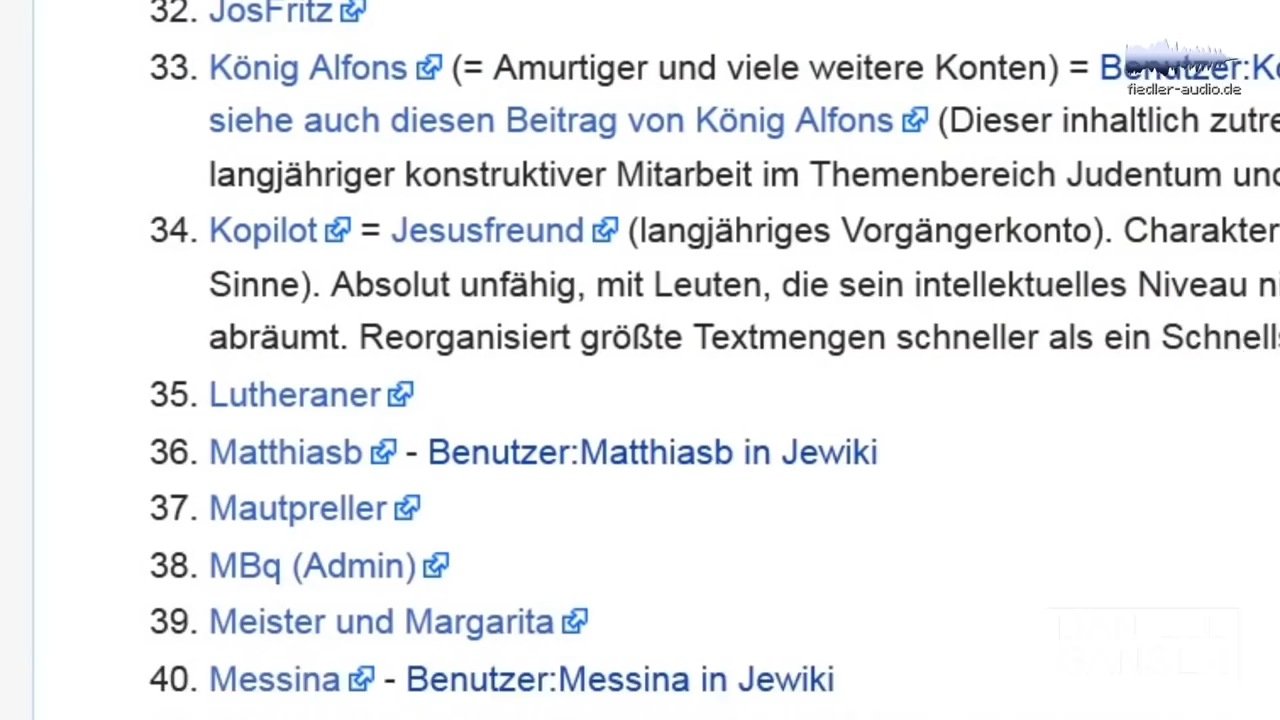 32. JosFritz
33. König Alfons (= Amurtiger und viele weitere Konten) = Benutzer:Kö
fiedler-audio.de
siehe auch diesen Beitrag von König Alfons (Dieser inhaltlich zutre
langjähriger konstruktiver Mitarbeit im Themenbereich Judentum und
34. Kopilot = Jesusfreund (langjähriges Vorgängerkonto). Charakter
Sinne). Absolut unfähig, mit Leuten, die sein intellektuelles Niveau ni
abräumt. Reorganisiert größte Textmengen schneller als ein Schnells
35. Lutheraner
36. Matthiasb - Benutzer:Matthiasb in Jewiki
37. Mautpreller
38. MBq (Admin)
39. Meister und Margarita
40. Messina - Benutzer:Messina in Jewiki